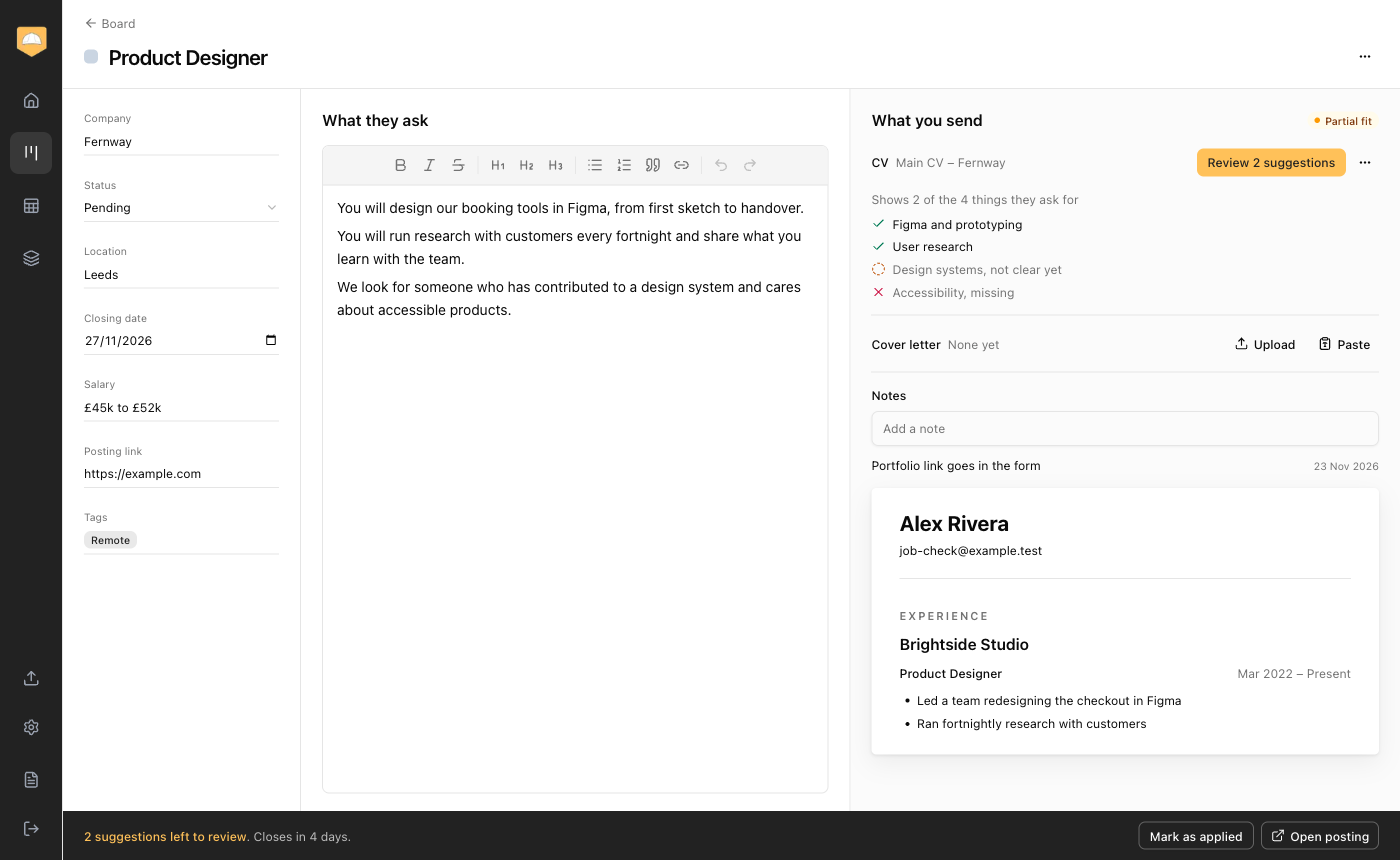 Board
Product Designer
Company
Fernway
Status
Pending
Location
Leeds
Closing date
27/11/2026
Salary
£45k to £52k
Posting link
https://example.com
Tags
Remote
What they ask
B I S H1 H2 H3
You will design our booking tools in Figma, from first sketch to handover.
You will run research with customers every fortnight and share what you
learn with the team.
We look for someone who has contributed to a design system and cares
about accessible products.
What you send
Partial fit
CV Main CV – Fernway
Review 2 suggestions
Shows 2 of the 4 things they ask for
Figma and prototyping
User research
Design systems, not clear yet
Accessibility, missing
Cover letter None yet
Upload
Paste
Notes
Add a note
Portfolio link goes in the form
23 Nov 2026
Alex Rivera
job-check@example.test
EXPERIENCE
Brightside Studio
Product Designer
Mar 2022 – Present
• Led a team redesigning the checkout in Figma
• Ran fortnightly research with customers
2 suggestions left to review. Closes in 4 days.
Mark as applied
Open posting